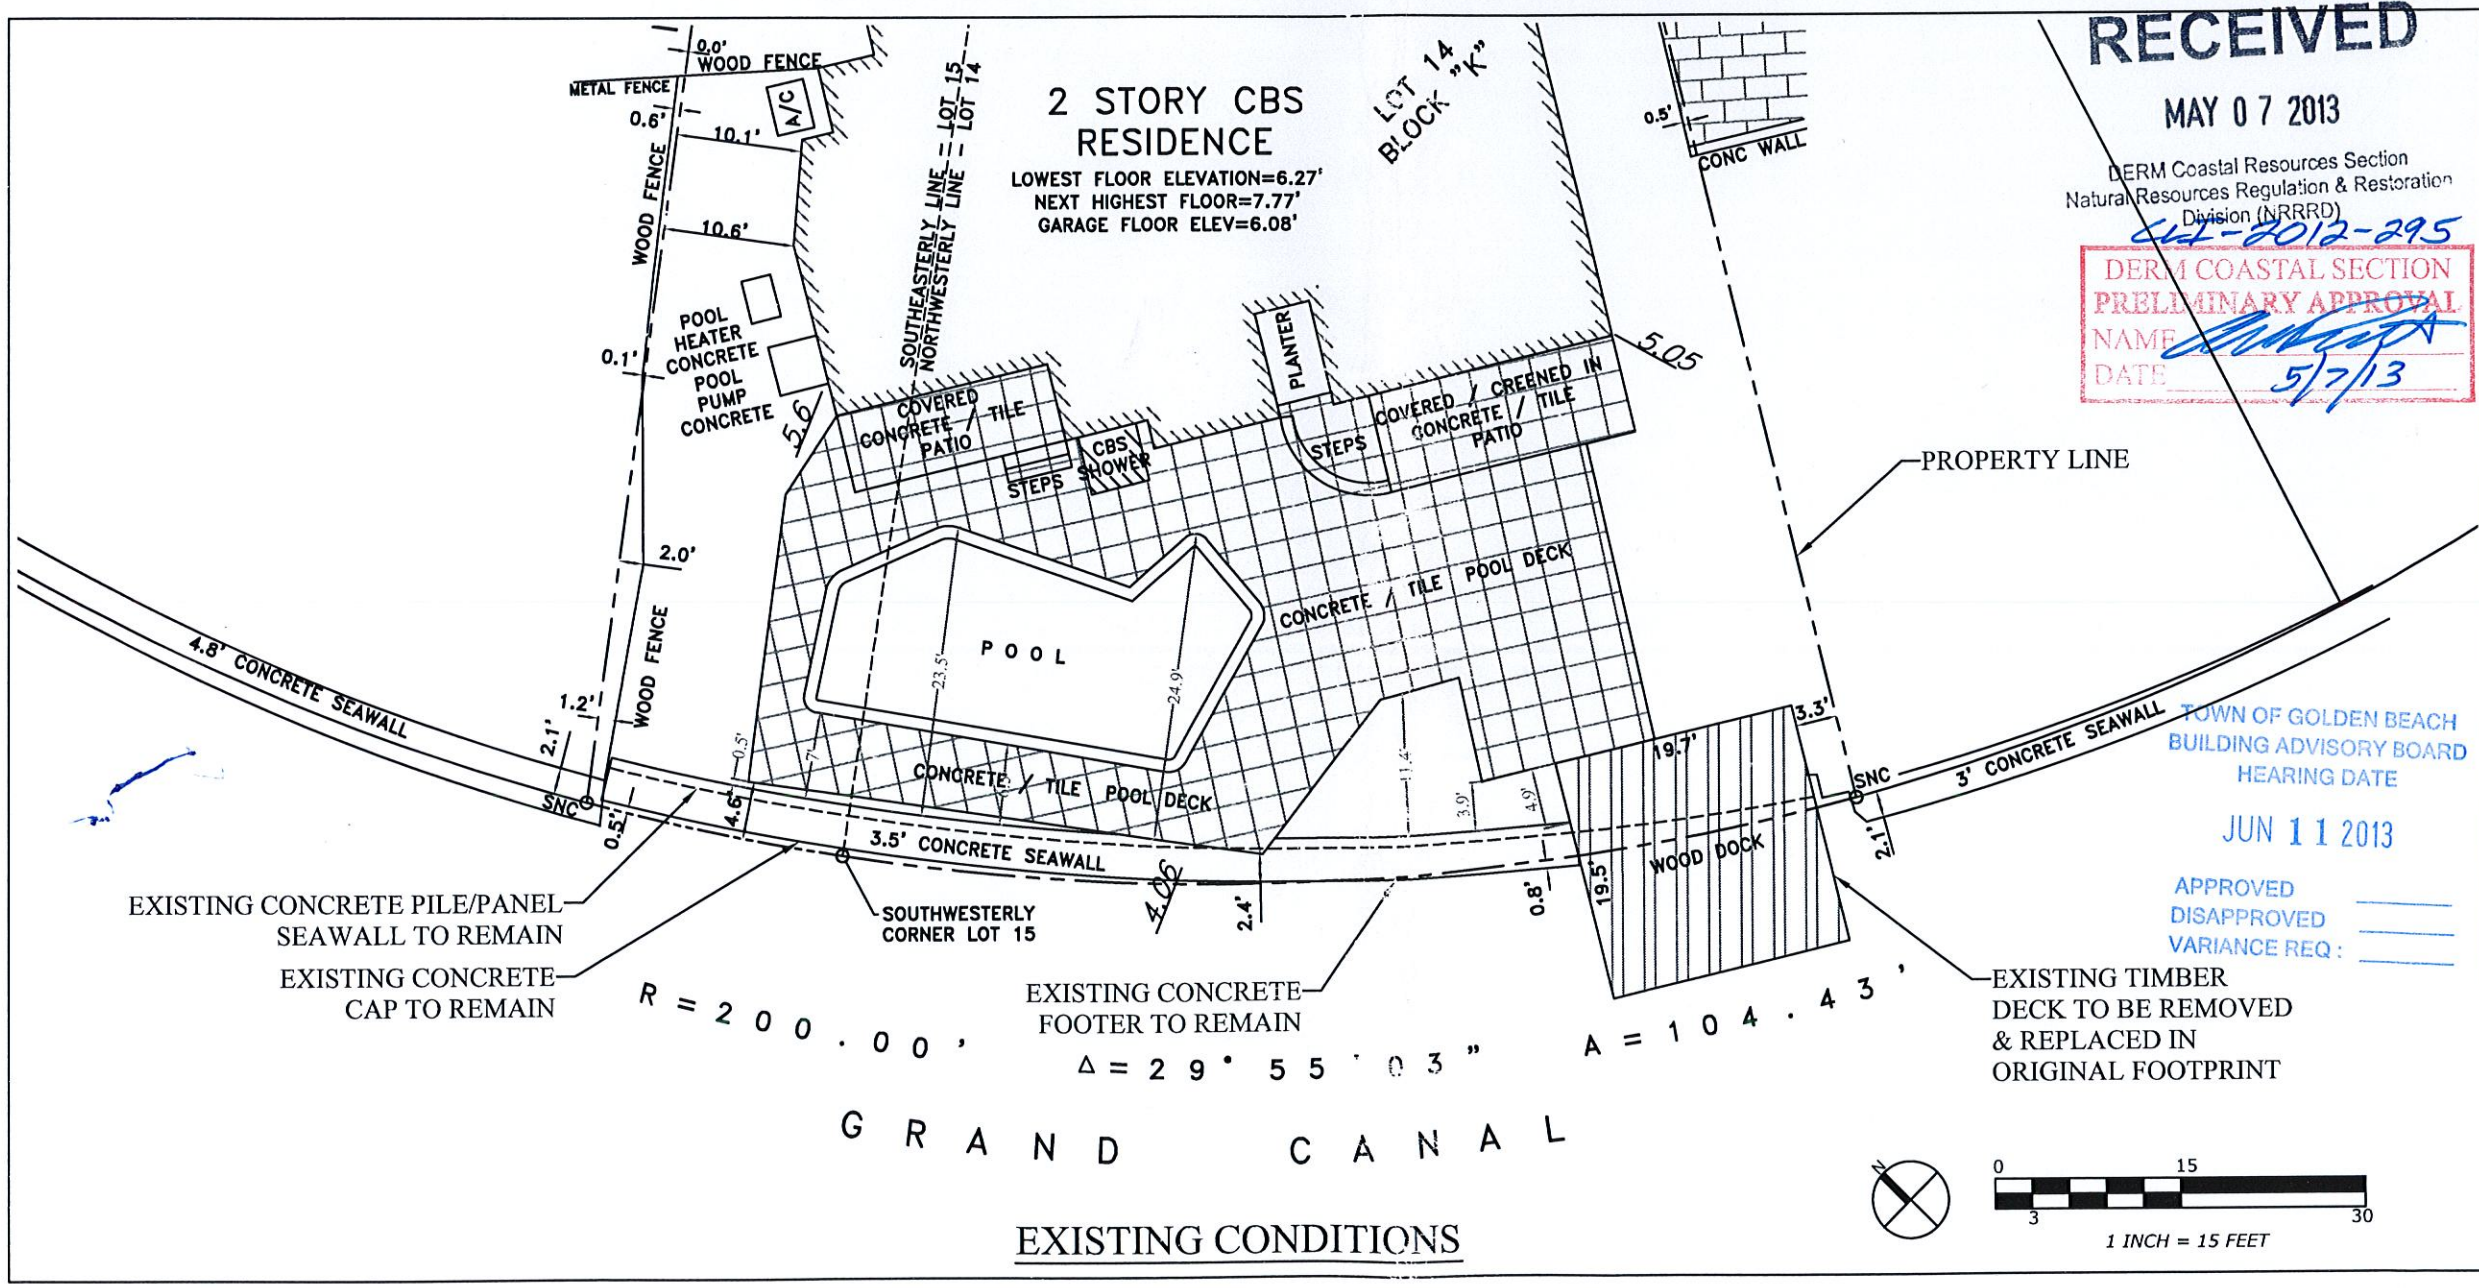 RECEIVED
MAY 07 2013
DERM Coastal Resources Section
Natural Resources Regulation & Restoration
Division (NRRRD)
CLI-2012-295
DERM COASTAL SECTION
PRELIMINARY APPROVAL
NAME
DATE 5/7/13
0.0'
WOOD FENCE
METAL FENCE
A/C
0.6'
10.1'
WOOD FENCE
10.6'
SOUTHEASTERLY LINE - LOT 15
NORTHWESTERLY LINE - LOT 14
2 STORY CBS
RESIDENCE
LOWEST FLOOR ELEVATION=6.27'
NEXT HIGHEST FLOOR=7.77'
GARAGE FLOOR ELEV=6.08'
LOT 14
BLOCK "K"
0.5'
CONC WALL
POOL
HEATER
CONCRETE
POOL
PUMP
CONCRETE
0.1'
5.6
COVERED
CONCRETE / TILE
PATIO
STEPS
CBS
SHOWER
PLANTER
STEPS
COVERED / CREENED IN
CONCRETE / TILE
PATIO
5.05
PROPERTY LINE
2.0'
WOOD FENCE
CONCRETE / TILE POOL DECK
POOL
23.5'
24.9'
4.8' CONCRETE SEAWALL
1.2'
2.1'
SNC
0.5'
0.5'
4.6'
7'
CONCRETE / TILE POOL DECK
3.5' CONCRETE SEAWALL
11.4'
3.9'
4.9'
19.7'
3.3'
SNC
3' CONCRETE SEAWALL
2.1'
WOOD DOCK
19.5'
0.8'
2.4'
4.06
TOWN OF GOLDEN BEACH
BUILDING ADVISORY BOARD
HEARING DATE
JUN 11 2013
APPROVED
DISAPPROVED
VARIANCE REQ:
EXISTING CONCRETE PILE/PANEL
SEAWALL TO REMAIN
EXISTING CONCRETE
CAP TO REMAIN
SOUTHWESTERLY
CORNER LOT 15
EXISTING CONCRETE
FOOTER TO REMAIN
EXISTING TIMBER
DECK TO BE REMOVED
& REPLACED IN
ORIGINAL FOOTPRINT
R = 200.00'
Δ = 29° 55' 03"
A = 104.43'
GRAND CANAL
EXISTING CONDITIONS
N
0 15
3 30
1 INCH = 15 FEET